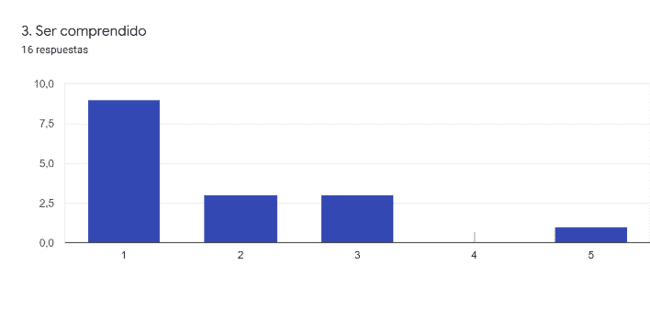 3. Ser comprendido
16 respuestas
10,0
7,5
5,0
2,5
0,0
1 2 3 4 5